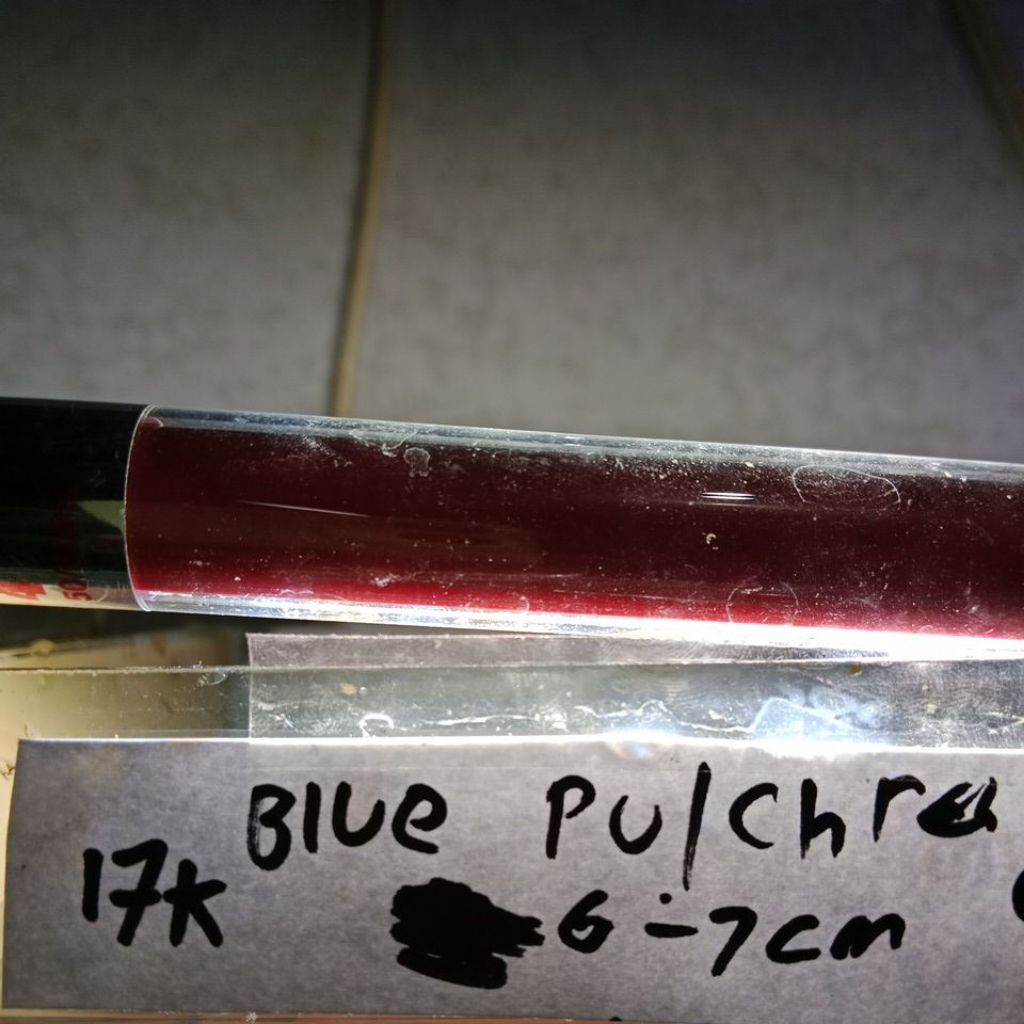 Blue Pulchra
17k
6-7cm